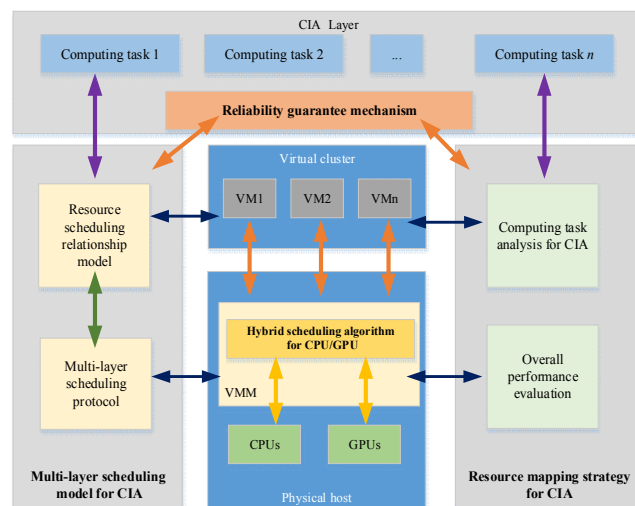 CIA Layer
Computing task 1
Computing task 2
...
Computing task n
Reliability guarantee mechanism
Virtual cluster
VM1
VM2
VMn
Resource
scheduling
relationship
model
Computing task
analysis for CIA
Hybrid scheduling algorithm
for CPU/GPU
Multi-layer
scheduling
protocol
VMM
Overall
performance
evaluation
CPUs
GPUs
Multi-layer scheduling
model for CIA
Physical host
Resource mapping strategy
for CIA